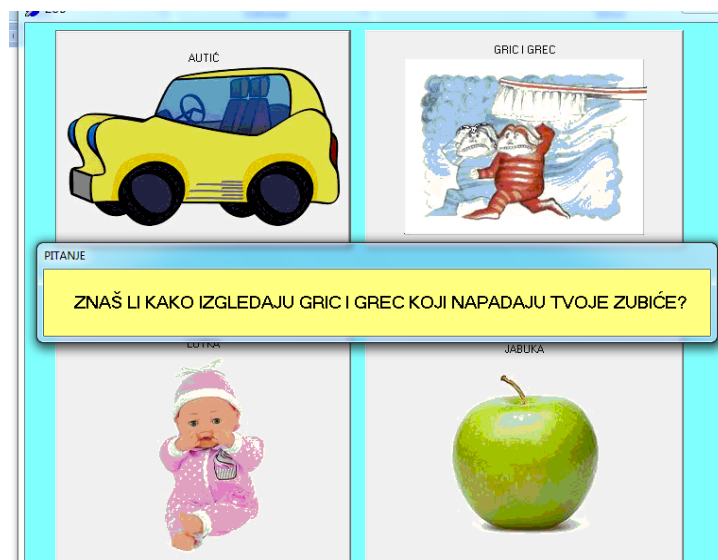 AUTIĆ
GRIC I GREC
PITANJE
ZNAŠ LI KAKO IZGLEDAJU GRIC I GREC KOJI NAPADAJU TVOJE ZUBIĆE?
LUTKA
JABUKA